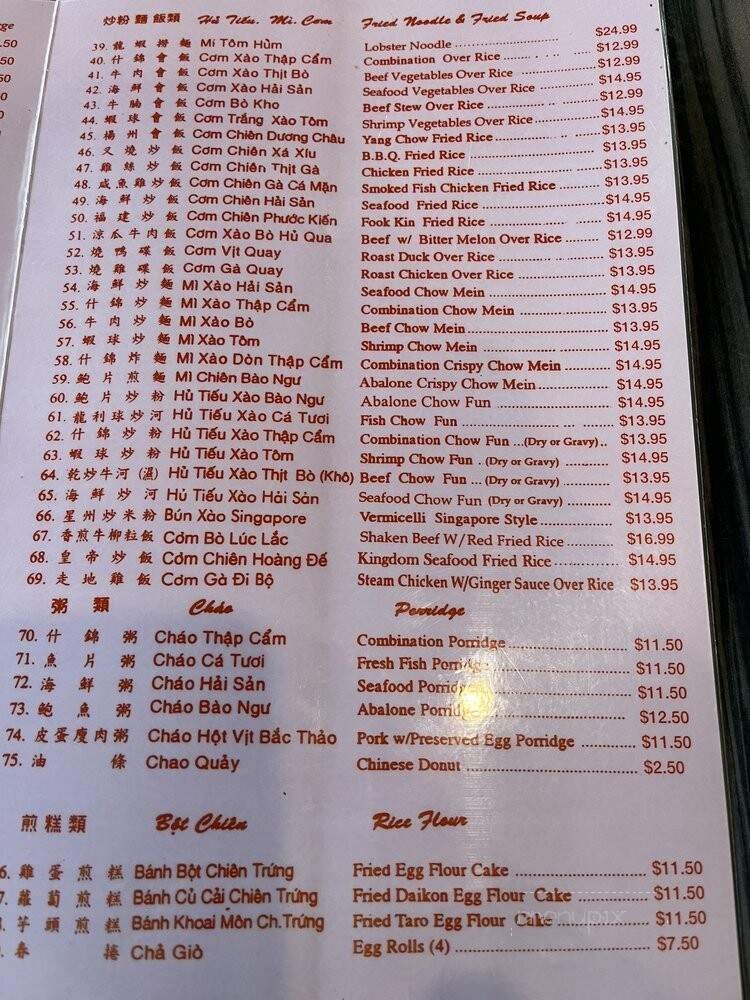 rge
.50
.50
50
50
0
0
炒粉麵飯類 Hủ Tiếu. Mì. Cơm Fried Noodle & Fried Soup
39. 龍蝦撈麵 Mì Tôm Hùm Lobster Noodle $24.99
40. 什錦會飯 Cơm Xào Thập Cẩm Combination Over Rice $12.99
41. 牛肉會飯 Cơm Xào Thịt Bò Beef Vegetables Over Rice $12.99
42. 海鮮會飯 Cơm Xào Hải Sản Seafood Vegetables Over Rice $14.95
43. 牛腩會飯 Cơm Bò Kho Beef Stew Over Rice $12.99
44. 蝦球會飯 Cơm Trắng Xào Tôm Shrimp Vegetables Over Rice $14.95
45. 楊州會飯 Cơm Chiên Dương Châu Yang Chow Fried Rice $13.95
46. 叉燒炒飯 Cơm Chiên Xá Xíu B.B.Q. Fried Rice $13.95
47. 雞絲炒飯 Cơm Chiên Thịt Gà Chicken Fried Rice $13.95
48. 咸魚雞炒飯 Cơm Chiên Gà Cá Mặn Smoked Fish Chicken Fried Rice $13.95
49. 海鮮炒飯 Cơm Chiên Hải Sản Seafood Fried Rice $14.95
50. 福建炒飯 Cơm Chiên Phước Kiến Fook Kin Fried Rice $14.95
51. 涼瓜牛肉飯 Cơm Xào Bò Hủ Qua Beef w/ Bitter Melon Over Rice $12.99
52. 燒鴨碟飯 Cơm Vịt Quay Roast Duck Over Rice $13.95
53. 燒雞碟飯 Cơm Gà Quay Roast Chicken Over Rice $13.95
54. 海鮮炒麵 Mì Xào Hải Sản Seafood Chow Mein $14.95
55. 什錦炒麵 Mì Xào Thập Cẩm Combination Chow Mein $13.95
56. 牛肉炒麵 Mì Xào Bò Beef Chow Mein $13.95
57. 蝦球炒麵 Mì Xào Tôm Shrimp Chow Mein $14.95
58. 什錦炸麵 Mì Xào Dòn Thập Cẩm Combination Crispy Chow Mein $14.95
59. 鮑片煎麵 Mì Chiên Bào Ngư Abalone Crispy Chow Mein $14.95
60. 鮑片炒粉 Hủ Tiếu Xào Bào Ngư Abalone Chow Fun $14.95
61. 龍利球炒河 Hủ Tiếu Xào Cá Tươi Fish Chow Fun $13.95
62. 什錦炒粉 Hủ Tiếu Xào Thập Cẩm Combination Chow Fun (Dry or Gravy) $13.95
63. 蝦球炒粉 Hủ Tiếu Xào Tôm Shrimp Chow Fun (Dry or Gravy) $14.95
64. 乾炒牛河 (濕) Hủ Tiếu Xào Thịt Bò (Khô) Beef Chow Fun (Dry or Gravy) $13.95
65. 海鮮炒河 Hủ Tiếu Xào Hải Sản Seafood Chow Fun (Dry or Gravy) $14.95
66. 星州炒米粉 Bún Xào Singapore Vermicelli Singapore Style $13.95
67. 香煎牛柳粒飯 Cơm Bò Lúc Lắc Shaken Beef W/ Red Fried Rice $16.99
68. 皇帝炒飯 Cơm Chiên Hoàng Đế Kingdom Seafood Fried Rice $14.95
69. 走地雞飯 Cơm Gà Đi Bộ Steam Chicken W/Ginger Sauce Over Rice $13.95
粥類 Cháo Porridge
70. 什錦粥 Cháo Thập Cẩm Combination Porridge $11.50
71. 魚片粥 Cháo Cá Tươi Fresh Fish Porridge $11.50
72. 海鮮粥 Cháo Hải Sản Seafood Porridge $11.50
73. 鮑魚粥 Cháo Bào Ngư Abalone Porridge $12.50
74. 皮蛋瘦肉粥 Cháo Hột Vịt Bắc Thảo Pork w/Preserved Egg Porridge $11.50
75. 油條 Chao Quảy Chinese Donut $2.50
煎糕類 Bột Chiên Rice Flour
6. 雞蛋煎糕 Bánh Bột Chiên Trứng Fried Egg Flour Cake $11.50
7. 蘿蔔煎糕 Bánh Củ Cải Chiên Trứng Fried Daikon Egg Flour Cake $11.50
芋頭煎糕 Bánh Khoai Môn Ch.Trứng Fried Taro Egg Flour Cake $11.50
春捲 Chả Giò Egg Rolls (4) $7.50
menupix